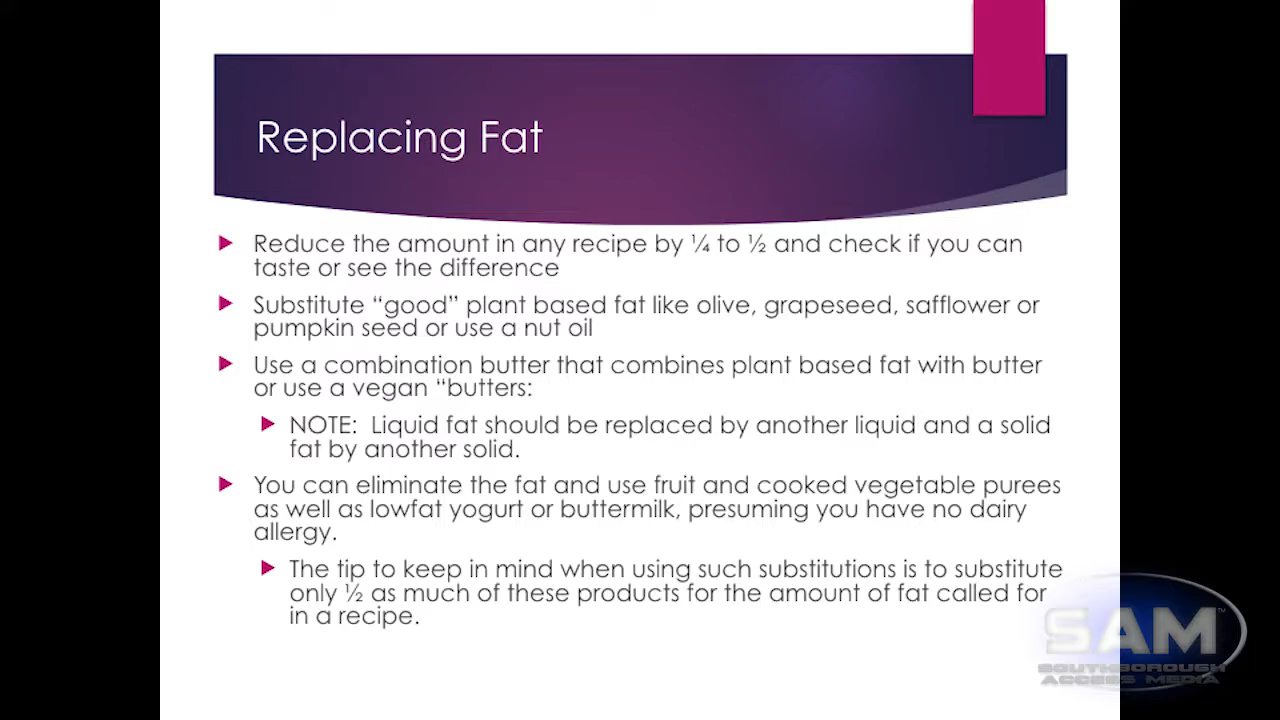 Replacing Fat
Reduce the amount in any recipe by ¼ to ½ and check if you can
taste or see the difference
Substitute “good” plant based fat like olive, grapeseed, safflower or
pumpkin seed or use a nut oil
Use a combination butter that combines plant based fat with butter
or use a vegan “butters:
NOTE:  Liquid fat should be replaced by another liquid and a solid
fat by another solid.
You can eliminate the fat and use fruit and cooked vegetable purees
as well as lowfat yogurt or buttermilk, presuming you have no dairy
allergy.
The tip to keep in mind when using such substitutions is to substitute
only ½ as much of these products for the amount of fat called for
in a recipe.
SAM™
SOUTHBOROUGH
ACCESS MEDIA